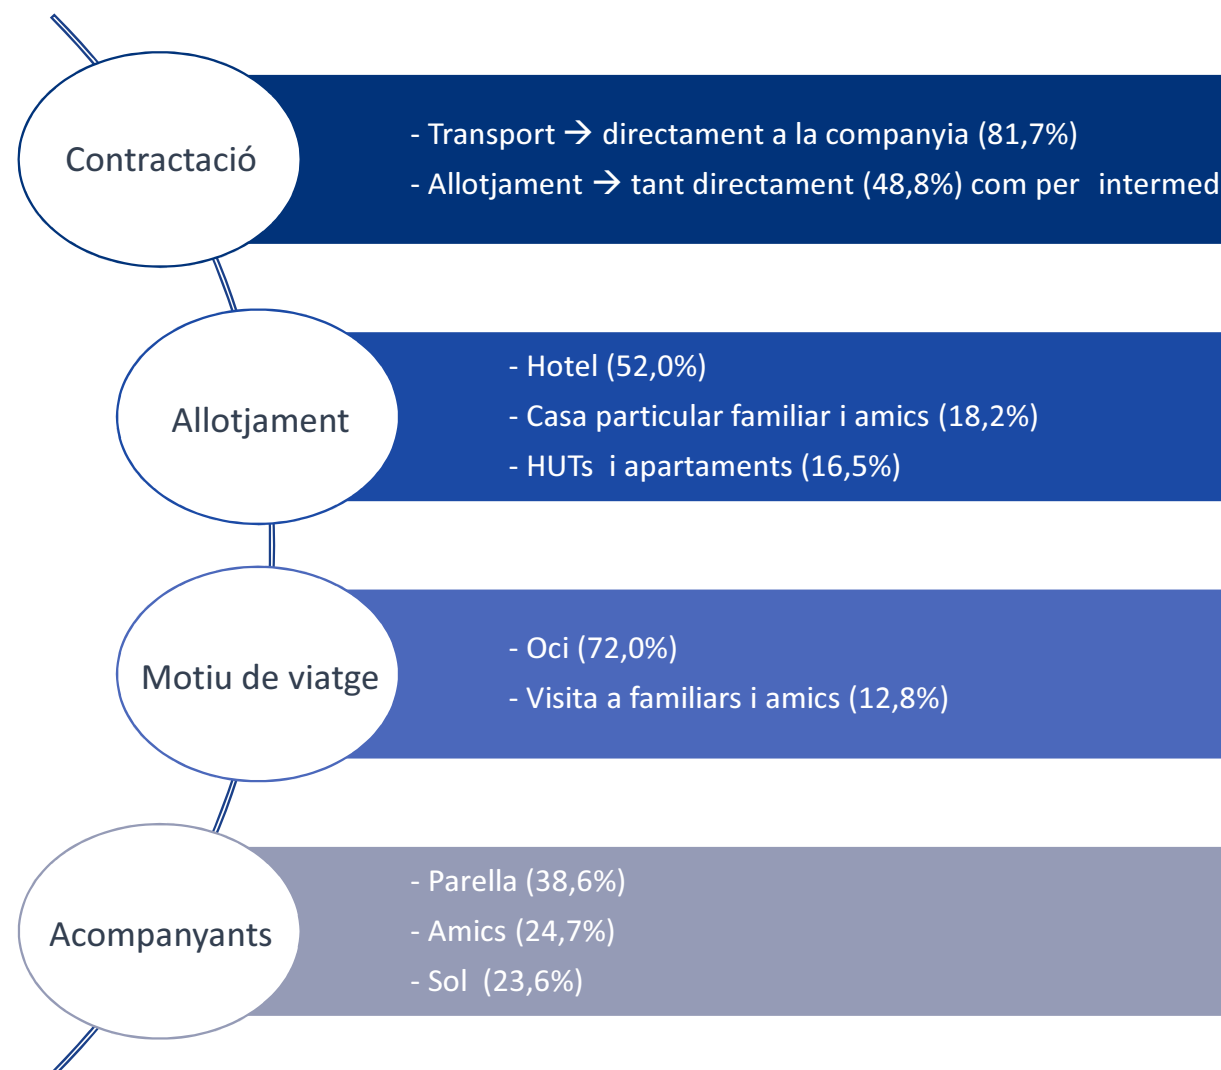 Contractació
- Transport → directament a la companyia (81,7%)
- Allotjament → tant directament (48,8%) com per intermed
Allotjament
- Hotel (52,0%)
- Casa particular familiar i amics (18,2%)
- HUTs i apartaments (16,5%)
Motiu de viatge
- Oci (72,0%)
- Visita a familiars i amics (12,8%)
Acompanyants
- Parella (38,6%)
- Amics (24,7%)
- Sol (23,6%)